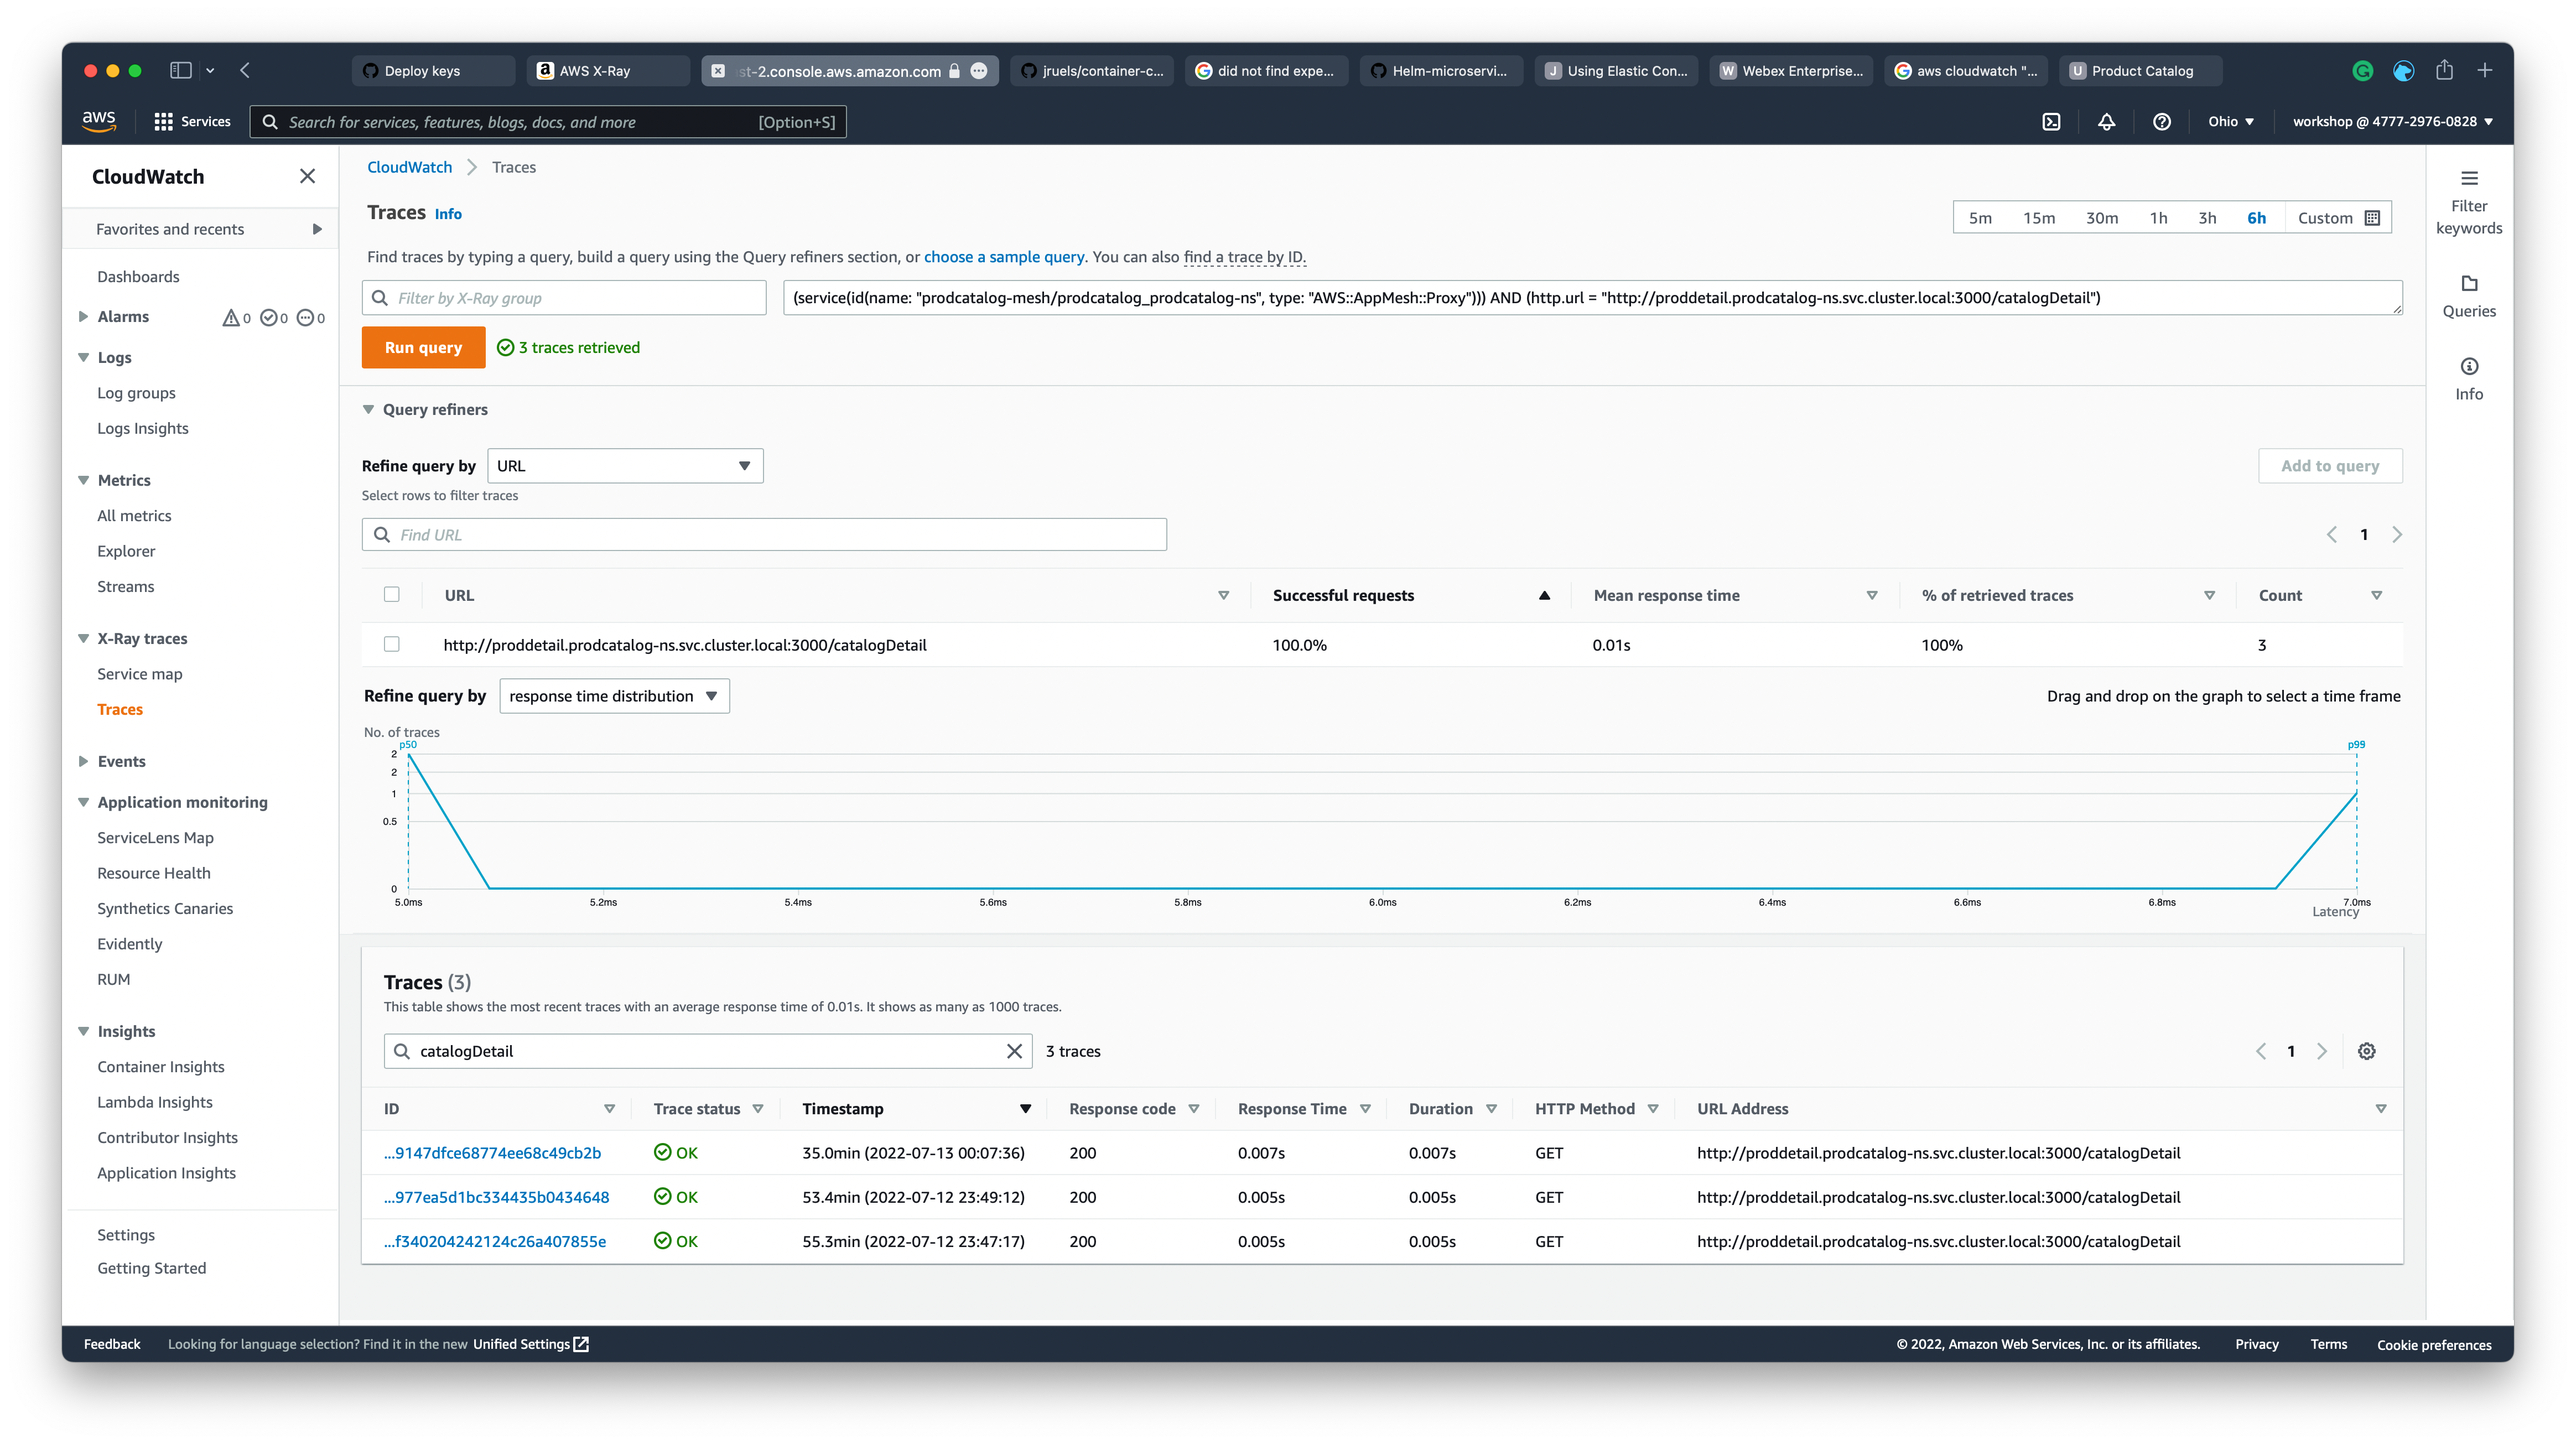 Deploy keys
AWS X-Ray
st-2.console.aws.amazon.com
jruels/container-c...
did not find expe...
Helm-microservi...
Using Elastic Con...
Webex Enterprise...
aws cloudwatch "...
Product Catalog
aws
Services
Search for services, features, blogs, docs, and more
[Option+S]
Ohio
workshop @ 4777-2976-0828
CloudWatch
Favorites and recents
Dashboards
Alarms
0
0
0
Logs
Log groups
Logs Insights
Metrics
All metrics
Explorer
Streams
X-Ray traces
Service map
Traces
Events
Application monitoring
ServiceLens Map
Resource Health
Synthetics Canaries
Evidently
RUM
Insights
Container Insights
Lambda Insights
Contributor Insights
Application Insights
Settings
Getting Started
CloudWatch
Traces
Traces Info
5m 15m 30m 1h 3h 6h Custom
Find traces by typing a query, build a query using the Query refiners section, or choose a sample query. You can also find a trace by ID.
Filter by X-Ray group
(service(id(name: "prodcatalog-mesh/prodcatalog_prodcatalog-ns", type: "AWS::AppMesh::Proxy"))) AND (http.url = "http://proddetail.prodcatalog-ns.svc.cluster.local:3000/catalogDetail")
Run query
3 traces retrieved
Query refiners
Refine query by URL
Add to query
Select rows to filter traces
Find URL
1
URL Successful requests Mean response time % of retrieved traces Count
http://proddetail.prodcatalog-ns.svc.cluster.local:3000/catalogDetail 100.0% 0.01s 100% 3
Refine query by response time distribution
Drag and drop on the graph to select a time frame
No. of traces
p50 p99
2
2
1
0.5
0
5.0ms 5.2ms 5.4ms 5.6ms 5.8ms 6.0ms 6.2ms 6.4ms 6.6ms 6.8ms 7.0ms
Latency
Traces (3)
This table shows the most recent traces with an average response time of 0.01s. It shows as many as 1000 traces.
catalogDetail
3 traces
1
ID Trace status Timestamp Response code Response Time Duration HTTP Method URL Address
...9147dfce68774ee68c49cb2b OK 35.0min (2022-07-13 00:07:36) 200 0.007s 0.007s GET http://proddetail.prodcatalog-ns.svc.cluster.local:3000/catalogDetail
...977ea5d1bc334435b0434648 OK 53.4min (2022-07-12 23:49:12) 200 0.005s 0.005s GET http://proddetail.prodcatalog-ns.svc.cluster.local:3000/catalogDetail
...f340204242124c26a407855e OK 55.3min (2022-07-12 23:47:17) 200 0.005s 0.005s GET http://proddetail.prodcatalog-ns.svc.cluster.local:3000/catalogDetail
Filter
keywords
Queries
Info
Feedback
Looking for language selection? Find it in the new Unified Settings
© 2022, Amazon Web Services, Inc. or its affiliates.
Privacy
Terms
Cookie preferences